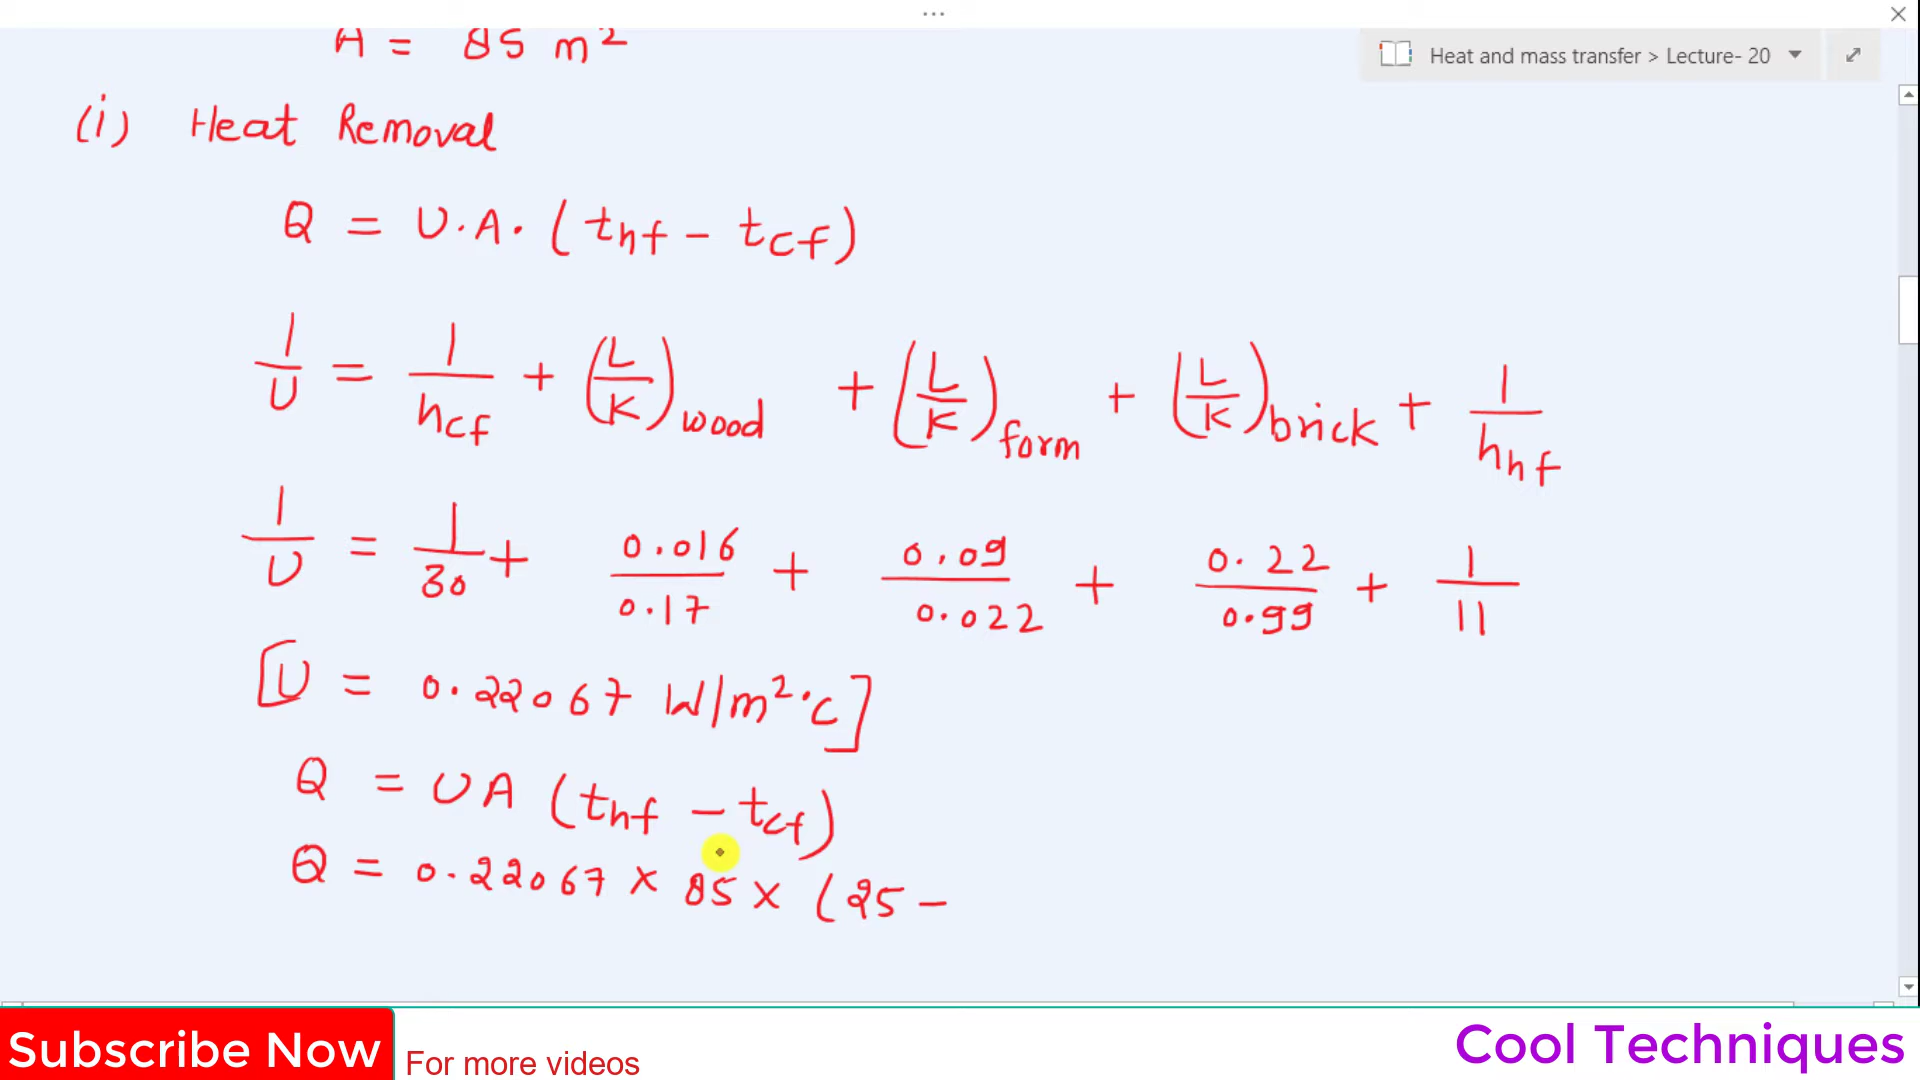 ...
A = 85 m²
Heat and mass transfer > Lecture- 20
(i) Heat Removal
Q = U.A. (thf - tcf)
1/U = 1/hcf + (L/K)wood + (L/K)form + (L/K)brick + 1/hhf
1/U = 1/30 + 0.016/0.17 + 0.09/0.022 + 0.22/0.99 + 1/11
[U = 0.22067 W/m²°C]
Q = UA (thf - tcf)
Q = 0.22067 × 85 × (25 -
Subscribe Now
For more videos
Cool Techniques